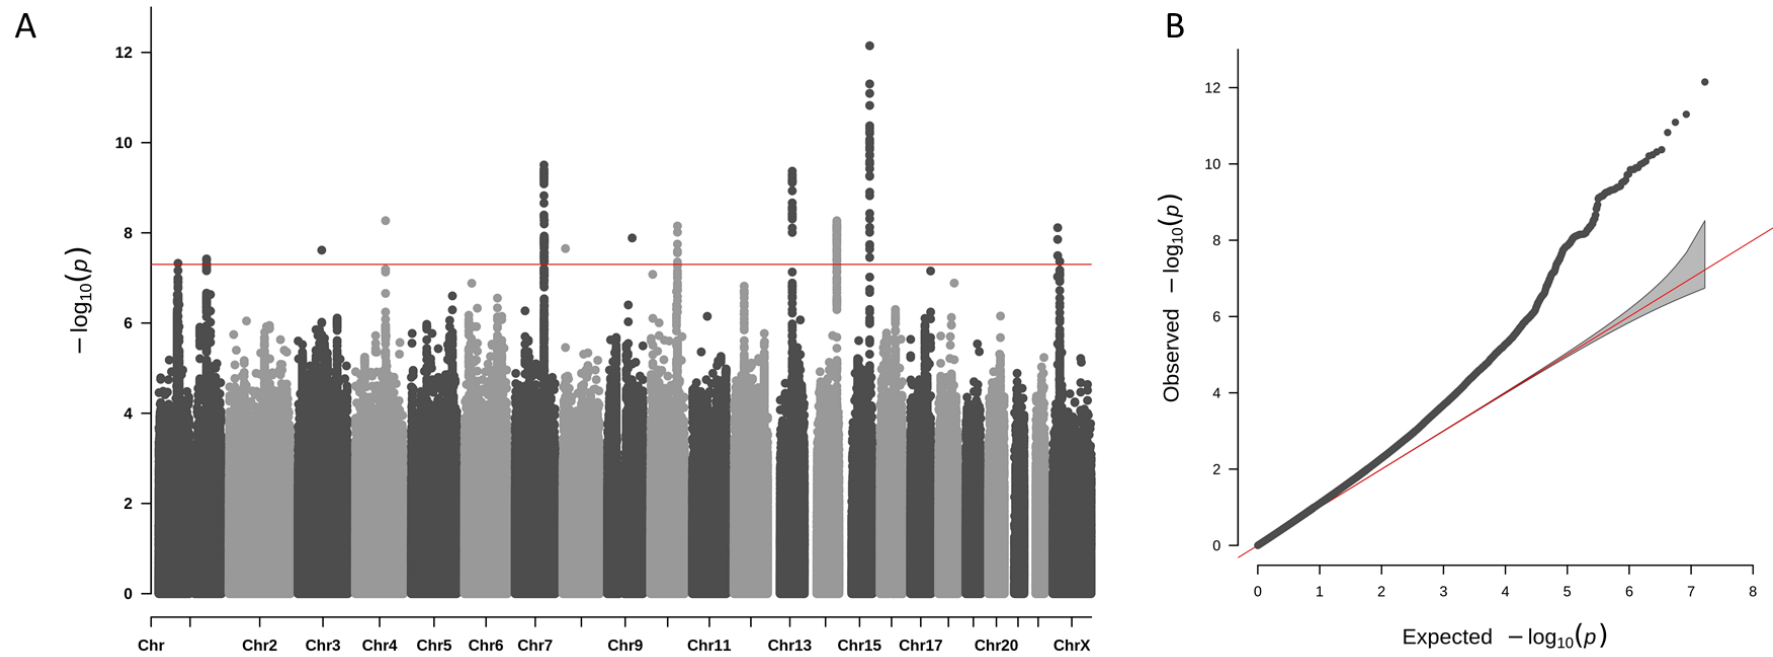 A
− log10(p)
12
10
8
6
4
2
0
Chr Chr2 Chr3 Chr4 Chr5 Chr6 Chr7 Chr9 Chr11 Chr13 Chr15 Chr17 Chr20 ChrX
B
Observed −log10(p)
12
10
8
6
4
2
0
0 1 2 3 4 5 6 7 8
Expected −log10(p)